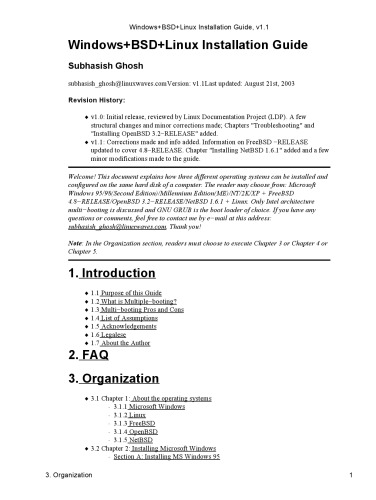 Windows+BSD+Linux Installation Guide, v1.1
Windows+BSD+Linux Installation Guide
Subhasish Ghosh
subhasish_ghosh@linuxwaves.comVersion: v1.1Last updated: August 21st, 2003
Revision History:
♦ v1.0: Initial release, reviewed by Linux Documentation Project (LDP). A few
structural changes and minor corrections made; Chapters "Troubleshooting" and
"Installing OpenBSD 3.2−RELEASE" added.
♦ v1.1: Corrections made and info added. Information on FreeBSD −RELEASE
updated to cover 4.8−RELEASE. Chapter "Installing NetBSD 1.6.1" added and a few
minor modifications made to the guide.
Welcome! This document explains how three different operating systems can be installed and
configured on the same hard disk of a computer. The reader may choose from: Microsoft
Windows 95/98/Second Edition/Millennium Edition/ME/NT/2K/XP + FreeBSD
4.8−RELEASE/OpenBSD 3.2−RELEASE/NetBSD 1.6.1 + Linux. Only Intel architecture
multi−booting is discussed and GNU GRUB is the boot loader of choice. If you have any
questions or comments, feel free to contact me by e−mail at this address:
subhasish_ghosh@linuxwaves.com. Thank you!
Note: In the Organization section, readers must choose to execute Chapter 3 or Chapter 4 or
Chapter 5.
1. Introduction
♦ 1.1 Purpose of this Guide
♦ 1.2 What is Multiple−booting?
♦ 1.3 Multi−booting Pros and Cons
♦ 1.4 List of Assumptions
♦ 1.5 Acknowledgements
♦ 1.6 Legalese
♦ 1.7 About the Author
2. FAQ
3. Organization
♦ 3.1 Chapter 1: About the operating systems
· 3.1.1 Microsoft Windows
· 3.1.2 Linux
· 3.1.3 FreeBSD
· 3.1.4 OpenBSD
· 3.1.5 NetBSD
♦ 3.2 Chapter 2: Installing Microsoft Windows
· Section A: Installing MS Windows 95
3. Organization 1